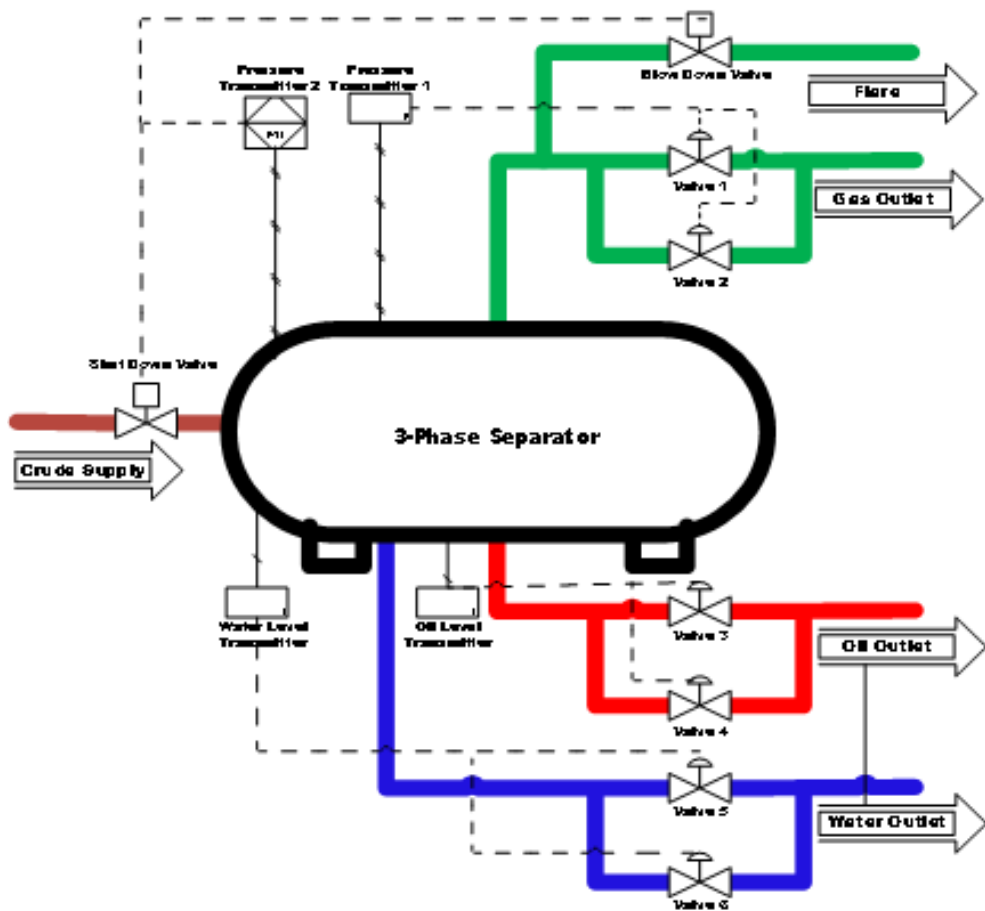 Pressure
Transmitter 2
Pressure
Transmitter 1
Blow Down Valve
Flare
Valve 1
Gas Outlet
Valve 2
Shut Down Valve
3-Phase Separator
Crude Supply
Water Level
Transmitter
Oil Level
Transmitter
Valve 3
Oil Outlet
Valve 4
Valve 5
Water Outlet
Valve 6